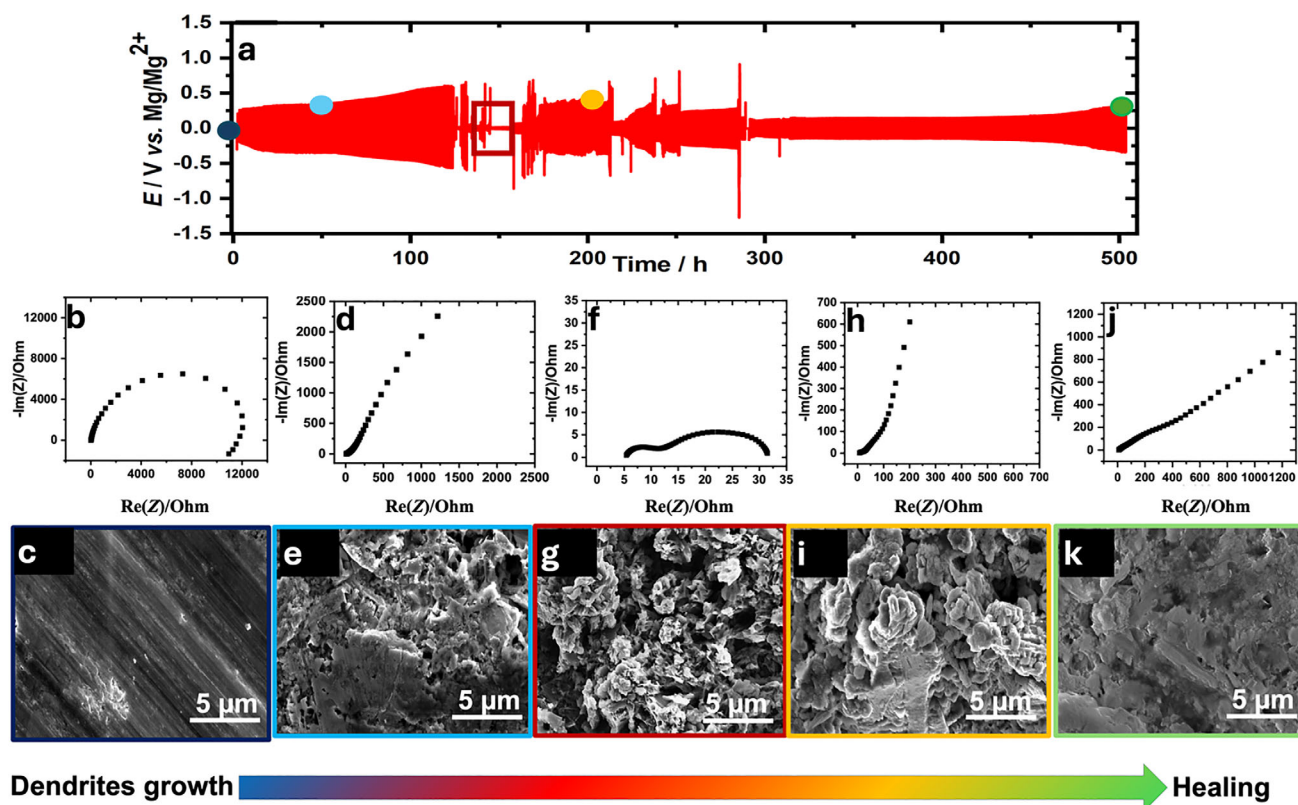 a
E / V vs. Mg/Mg2+
1.5
1.0
0.5
0.0
-0.5
-1.0
-1.5
0 100 200 300 400 500
Time / h
b
-Im(Z)/Ohm
12000
8000
4000
0
0 4000 8000 12000
Re(Z)/Ohm
d
-Im(Z)/Ohm
2500
2250
2000
1750
1500
1250
1000
750
500
250
0
0 500 1000 1500 2000 2500
Re(Z)/Ohm
f
-Im(Z)/Ohm
35
30
25
20
15
10
5
0
0 5 10 15 20 25 30 35
Re(Z)/Ohm
h
-Im(Z)/Ohm
700
600
500
400
300
200
100
0
0 100 200 300 400 500 600 700
Re(Z)/Ohm
j
-Im(Z)/Ohm
1200
1000
800
600
400
200
0
0 200 400 600 800 1000 1200
Re(Z)/Ohm
c
5 μm
e
5 μm
g
5 μm
i
5 μm
k
5 μm
Dendrites growth
Healing